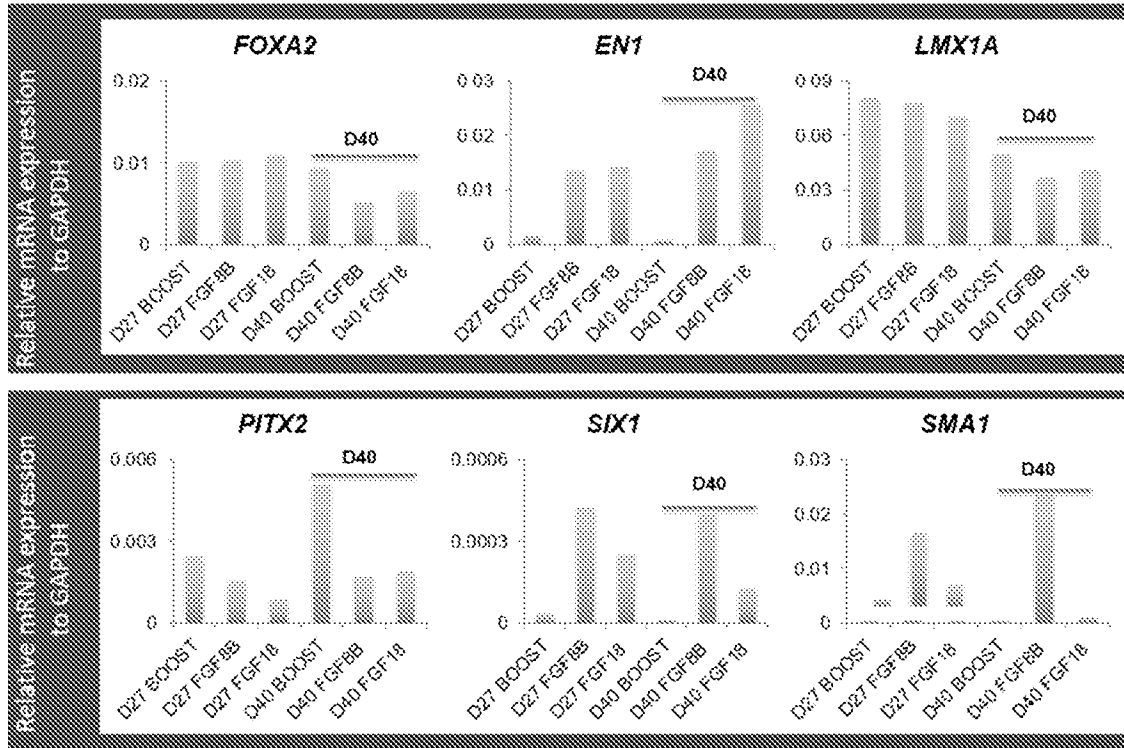 Relative mRNA expression
to GAPDH
FOXA2
0.02
0.01
0
D40
D27 BOOST
D27 FGF8B
D27 FGF18
D40 BOOST
D40 FGF8B
D40 FGF18
EN1
0.03
0.02
0.01
0
D40
D27 BOOST
D27 FGF8B
D27 FGF18
D40 BOOST
D40 FGF8B
D40 FGF18
LMX1A
0.09
0.06
0.03
0
D40
D27 BOOST
D27 FGF8B
D27 FGF18
D40 BOOST
D40 FGF8B
D40 FGF18
Relative mRNA expression
to GAPDH
PITX2
0.006
0.003
0
D40
D27 BOOST
D27 FGF8B
D27 FGF18
D40 BOOST
D40 FGF8B
D40 FGF18
SIX1
0.0006
0.0003
0
D40
D27 BOOST
D27 FGF8B
D27 FGF18
D40 BOOST
D40 FGF8B
D40 FGF18
SMA1
0.03
0.02
0.01
0
D40
D27 BOOST
D27 FGF8B
D27 FGF18
D40 BOOST
D40 FGF8B
D40 FGF18